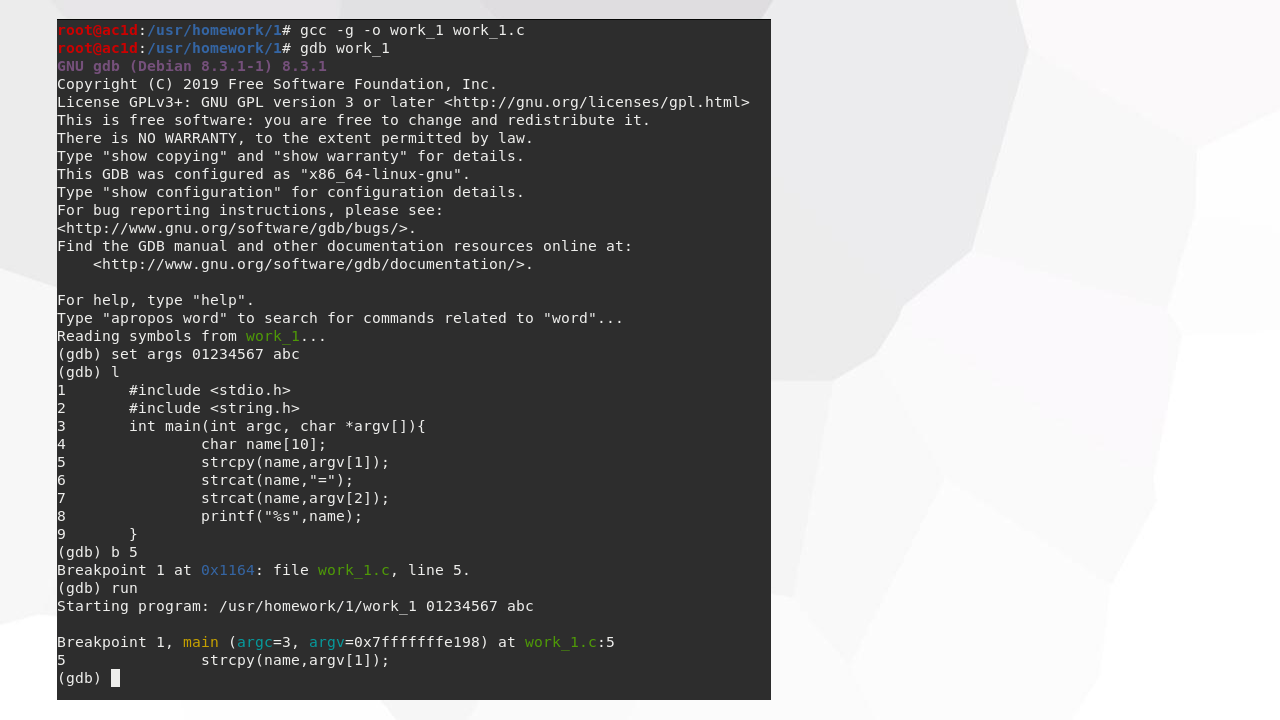 root@ac1d:/usr/homework/1# gcc -g -o work_1 work_1.c
root@ac1d:/usr/homework/1# gdb work_1
GNU gdb (Debian 8.3.1-1) 8.3.1
Copyright (C) 2019 Free Software Foundation, Inc.
License GPLv3+: GNU GPL version 3 or later <http://gnu.org/licenses/gpl.html>
This is free software: you are free to change and redistribute it.
There is NO WARRANTY, to the extent permitted by law.
Type "show copying" and "show warranty" for details.
This GDB was configured as "x86_64-linux-gnu".
Type "show configuration" for configuration details.
For bug reporting instructions, please see:
<http://www.gnu.org/software/gdb/bugs/>.
Find the GDB manual and other documentation resources online at:
    <http://www.gnu.org/software/gdb/documentation/>.

For help, type "help".
Type "apropos word" to search for commands related to "word"...
Reading symbols from work_1...
(gdb) set args 01234567 abc
(gdb) l
1       #include <stdio.h>
2       #include <string.h>
3       int main(int argc, char *argv[]){
4               char name[10];
5               strcpy(name,argv[1]);
6               strcat(name,"=");
7               strcat(name,argv[2]);
8               printf("%s",name);
9       }
(gdb) b 5
Breakpoint 1 at 0x1164: file work_1.c, line 5.
(gdb) run
Starting program: /usr/homework/1/work_1 01234567 abc

Breakpoint 1, main (argc=3, argv=0x7fffffffe198) at work_1.c:5
5               strcpy(name,argv[1]);
(gdb)